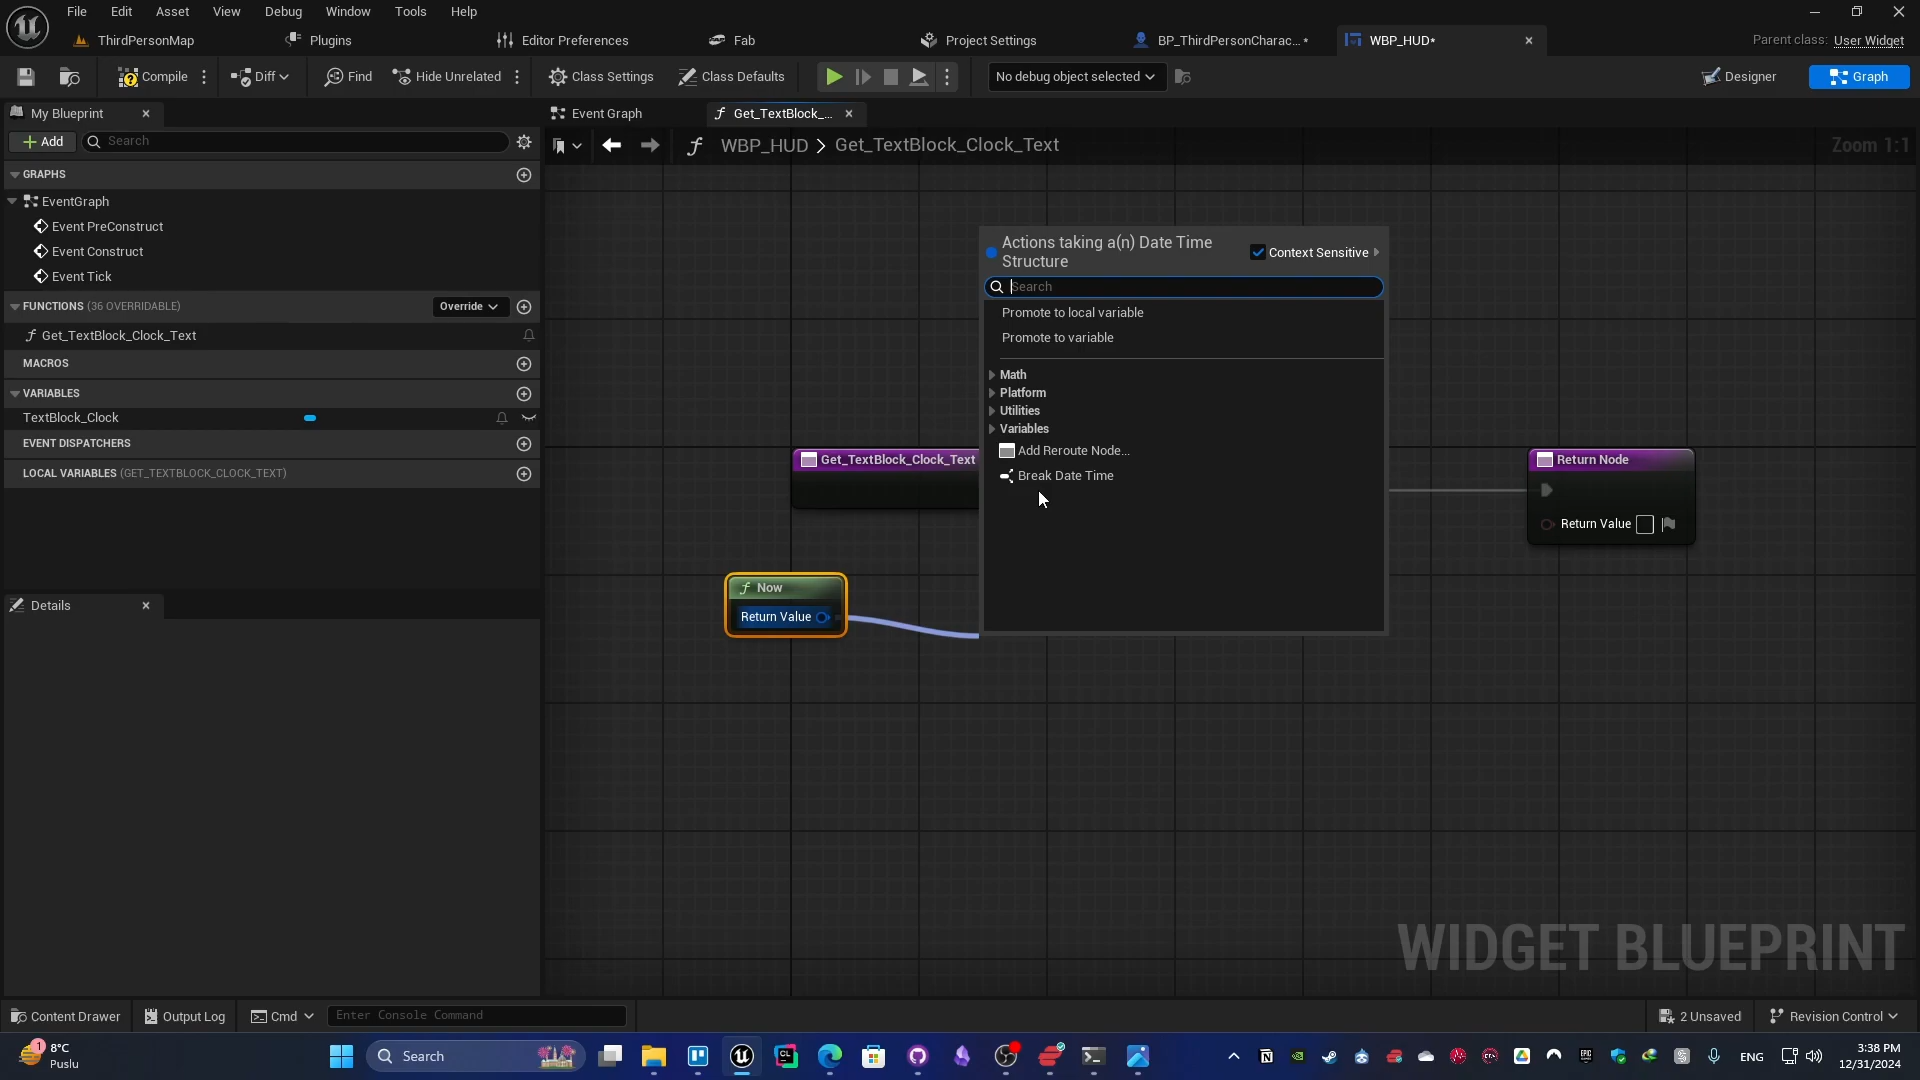 File Edit Asset View Debug Window Tools Help
ThirdPersonMap Plugins Editor Preferences Fab Project Settings BP_ThirdPersonCharac...* WBP_HUD* Parent class: User Widget
Compile Diff Find Hide Unrelated Class Settings Class Defaults No debug object selected Designer Graph
My Blueprint Event Graph Get_TextBlock_...
Add Search WBP_HUD > Get_TextBlock_Clock_Text Zoom 1:1
GRAPHS
EventGraph
Event PreConstruct
Event Construct
Event Tick
FUNCTIONS (36 OVERRIDABLE) Override
Get_TextBlock_Clock_Text
MACROS
VARIABLES
TextBlock_Clock
EVENT DISPATCHERS
LOCAL VARIABLES (GET_TEXTBLOCK_CLOCK_TEXT)
Details
Actions taking a(n) Date Time
Structure
Context Sensitive
Search
Promote to local variable
Promote to variable
Math
Platform
Utilities
Variables
Add Reroute Node...
Break Date Time
Get_TextBlock_Clock_Text
Return Node
Return Value
Now
Return Value
WIDGET BLUEPRINT
Content Drawer Output Log Cmd Enter Console Command 2 Unsaved Revision Control
1 8°C
Puslu
Search
ENG
3:38 PM
12/31/2024